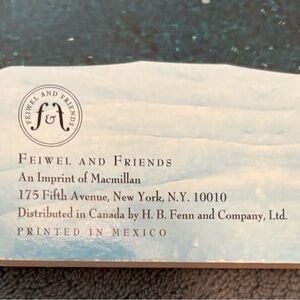 FEIWEL AND FRIENDS
f&f
FEIWEL AND FRIENDS
An Imprint of Macmillan
175 Fifth Avenue, New York, N.Y. 10010
Distributed in Canada by H. B. Fenn and Company, Ltd.
PRINTED IN MEXICO